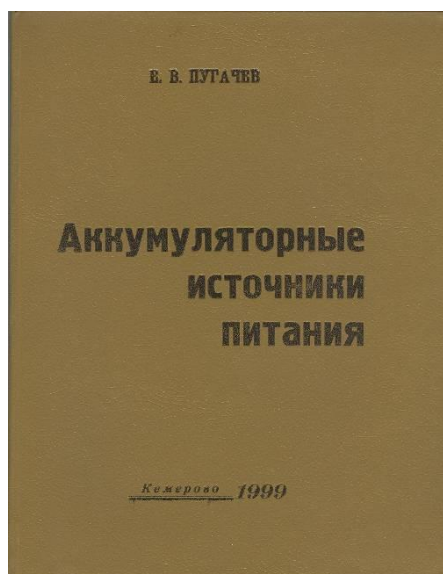 Е. В. ПУГАЧЕВ
Аккумуляторные
источники
питания
Кемерово 1999